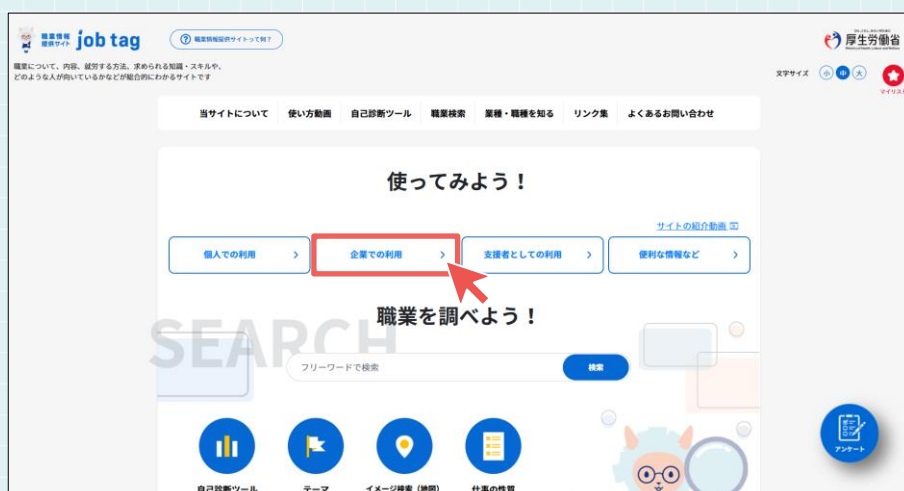 職業情報
提供サイト job tag
? 職業情報提供サイトって何?
厚生労働省
職業について、内容、就労する方法、求められる知識・スキルや、
どのような人が向いているかなどが総合的にわかるサイトです
文字サイズ 小 中 大
マイリスト
当サイトについて 使い方動画 自己診断ツール 職業検索 業種・職種を知る リンク集 よくあるお問い合わせ
使ってみよう!
サイトの紹介動画
個人での利用 企業での利用 支援者としての利用 便利な情報など
SEARCH
職業を調べよう!
フリーワードで検索 検索
アンケート
自己診断ツール テーマ イメージ検索(地図) 仕事の性質